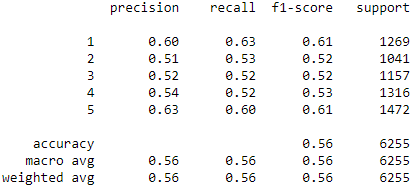 precision recall f1-score support
1 0.60 0.63 0.61 1269
2 0.51 0.53 0.52 1041
3 0.52 0.52 0.52 1157
4 0.54 0.52 0.53 1316
5 0.63 0.60 0.61 1472
accuracy 0.56 6255
macro avg 0.56 0.56 0.56 6255
weighted avg 0.56 0.56 0.56 6255